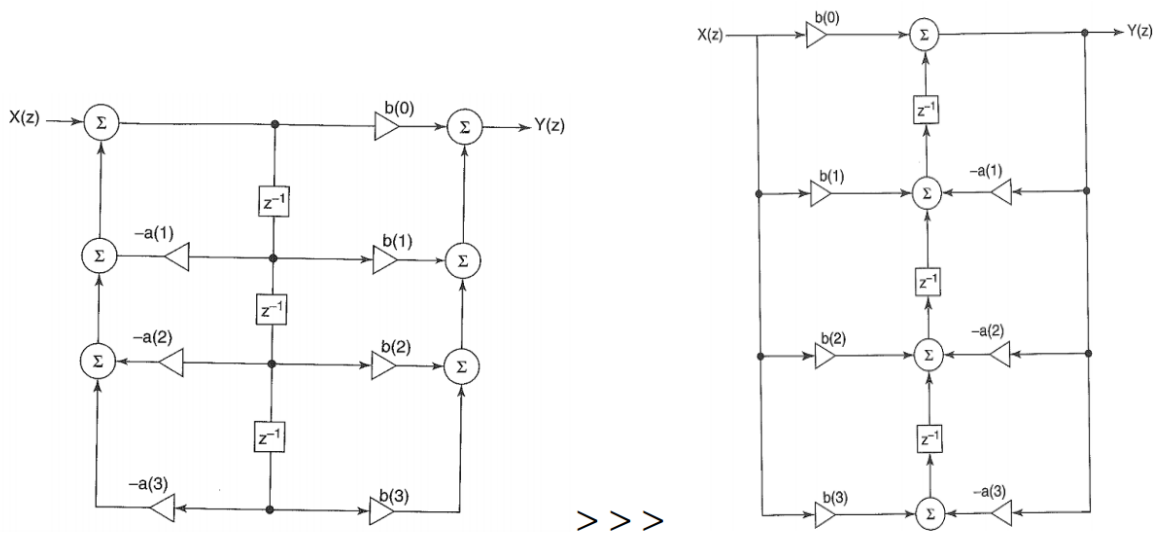 X(z)
Σ
b(0)
Σ
Y(z)
z⁻¹
Σ
−a(1)
b(1)
Σ
z⁻¹
Σ
−a(2)
b(2)
Σ
z⁻¹
−a(3)
b(3)
> > >
X(z)
b(0)
Σ
Y(z)
z⁻¹
b(1)
Σ
−a(1)
z⁻¹
b(2)
Σ
−a(2)
z⁻¹
b(3)
Σ
−a(3)